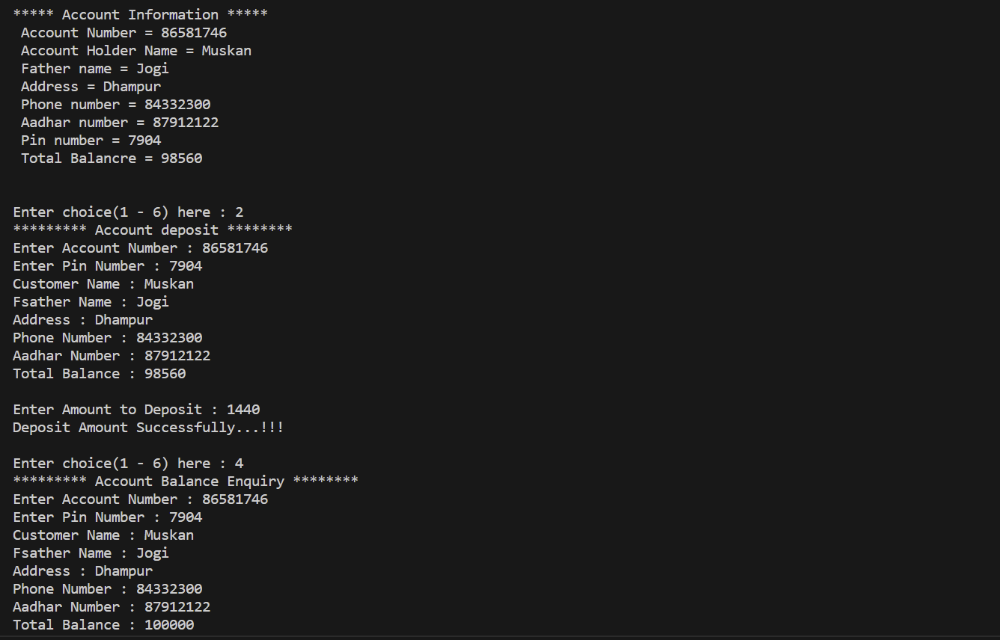 ***** Account Information *****
Account Number = 86581746
Account Holder Name = Muskan
Father name = Jogi
Address = Dhampur
Phone number = 84332300
Aadhar number = 87912122
Pin number = 7904
Total Balancre = 98560
Enter choice(1 - 6) here : 2
********* Account deposit ********
Enter Account Number : 86581746
Enter Pin Number : 7904
Customer Name : Muskan
Fsather Name : Jogi
Address : Dhampur
Phone Number : 84332300
Aadhar Number : 87912122
Total Balance : 98560
Enter Amount to Deposit : 1440
Deposit Amount Successfully...!!!
Enter choice(1 - 6) here : 4
********* Account Balance Enquiry ********
Enter Account Number : 86581746
Enter Pin Number : 7904
Customer Name : Muskan
Fsather Name : Jogi
Address : Dhampur
Phone Number : 84332300
Aadhar Number : 87912122
Total Balance : 100000